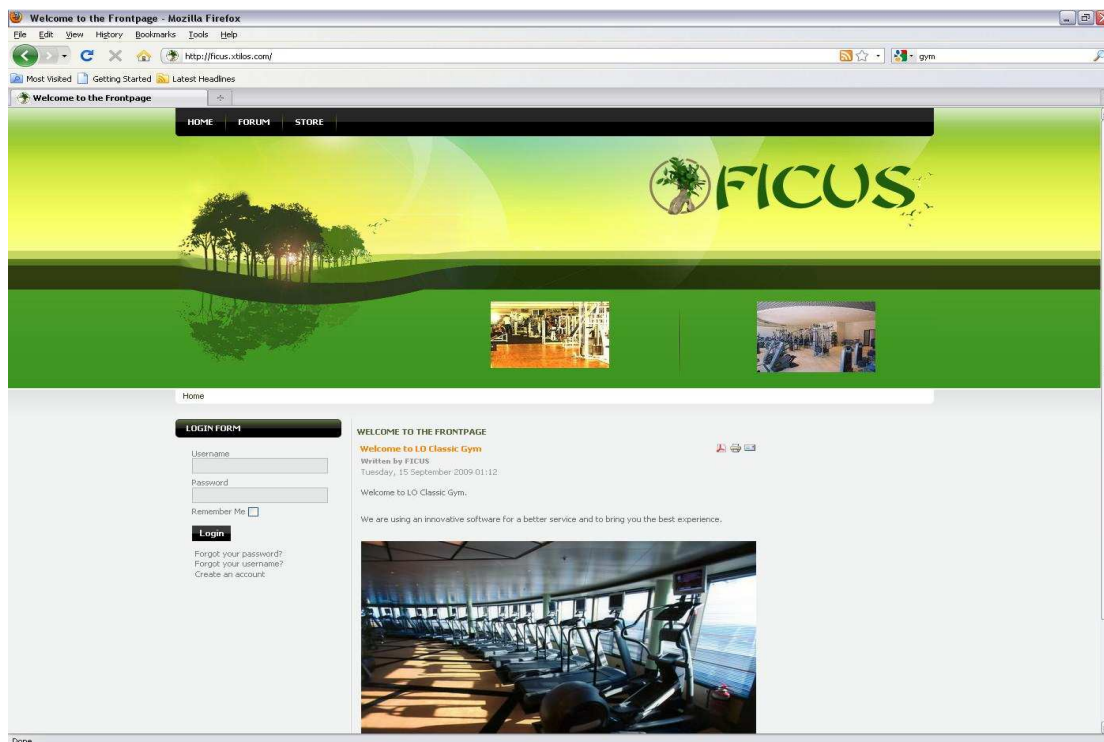 Welcome to the Frontpage - Mozilla Firefox
File Edit View History Bookmarks Tools Help
http://ficus.xtilos.com/
gym
Most Visited Getting Started Latest Headlines
Welcome to the Frontpage
HOME FORUM STORE
FICUS
Home
LOGIN FORM
Username
Password
Remember Me
Login
Forgot your password?
Forgot your username?
Create an account
WELCOME TO THE FRONTPAGE
Welcome to LO Classic Gym
Written by FICUS
Tuesday, 15 September 2009 01:12
Welcome to LO Classic Gym.
We are using an innovative software for a better service and to bring you the best experience.
Done